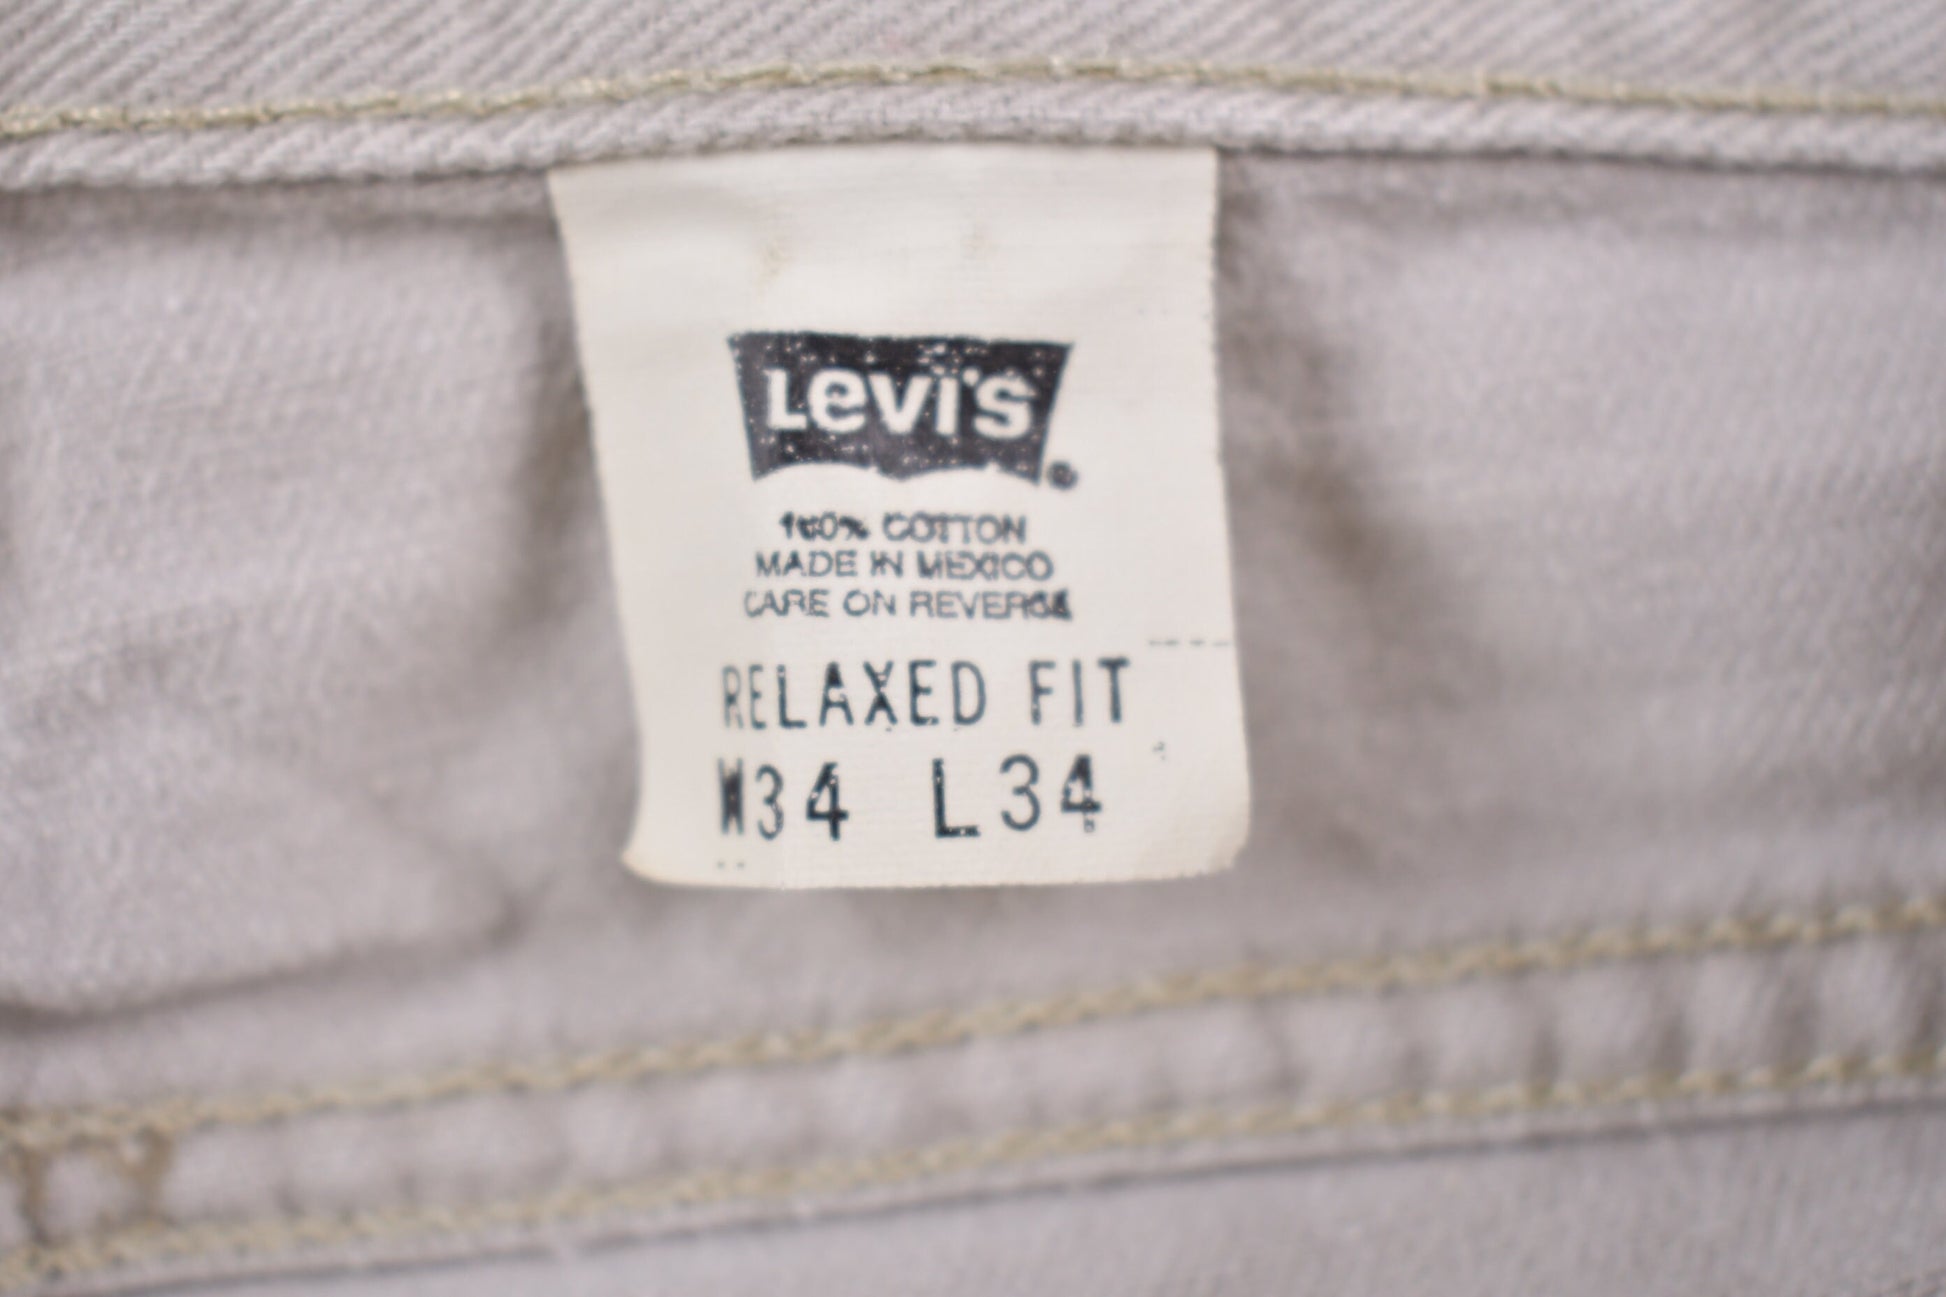 Levi's
®
100% COTTON
MADE IN MEXICO
CARE ON REVERSE
RELAXED FIT
W34 L34